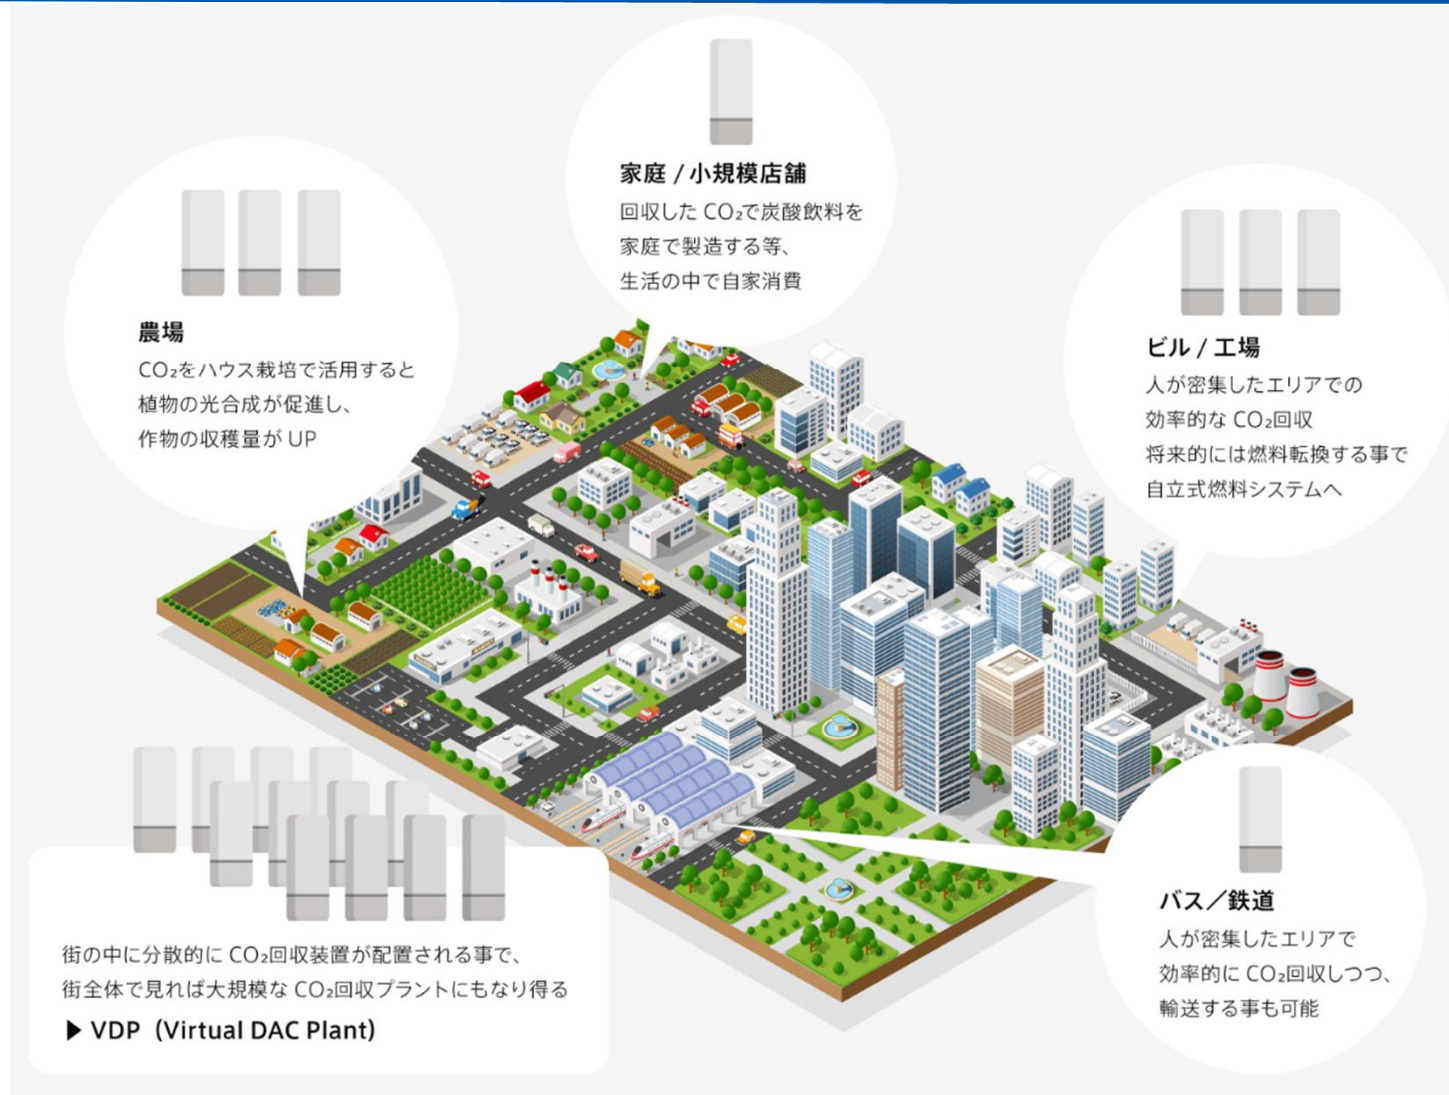 家庭 / 小規模店舗
回収した CO₂で炭酸飲料を
家庭で製造する等、
生活の中で自家消費
農場
CO₂をハウス栽培で活用すると
植物の光合成が促進し、
作物の収穫量が UP
ビル / 工場
人が密集したエリアでの
効率的な CO₂回収
将来的には燃料転換する事で
自立式燃料システムへ
バス／鉄道
人が密集したエリアで
効率的に CO₂回収しつつ、
輸送する事も可能
街の中に分散的に CO₂回収装置が配置される事で、
街全体で見れば大規模な CO₂回収プラントにもなり得る
▶ VDP（Virtual DAC Plant）